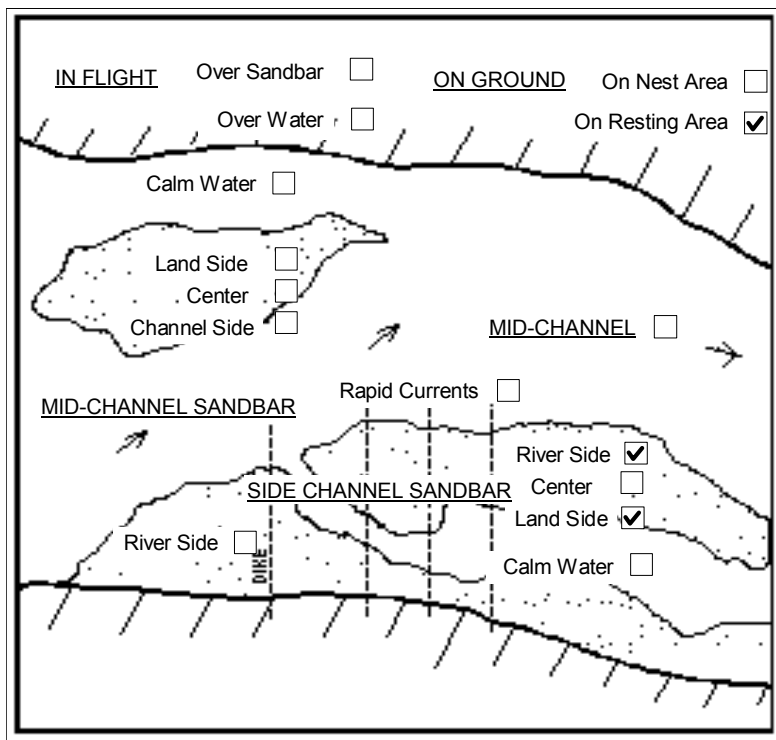 IN FLIGHT
Over Sandbar
Over Water
ON GROUND
On Nest Area
On Resting Area
Calm Water
Land Side
Center
Channel Side
MID-CHANNEL
MID-CHANNEL SANDBAR
Rapid Currents
River Side
Center
Land Side
SIDE CHANNEL SANDBAR
River Side
DIKE
Calm Water